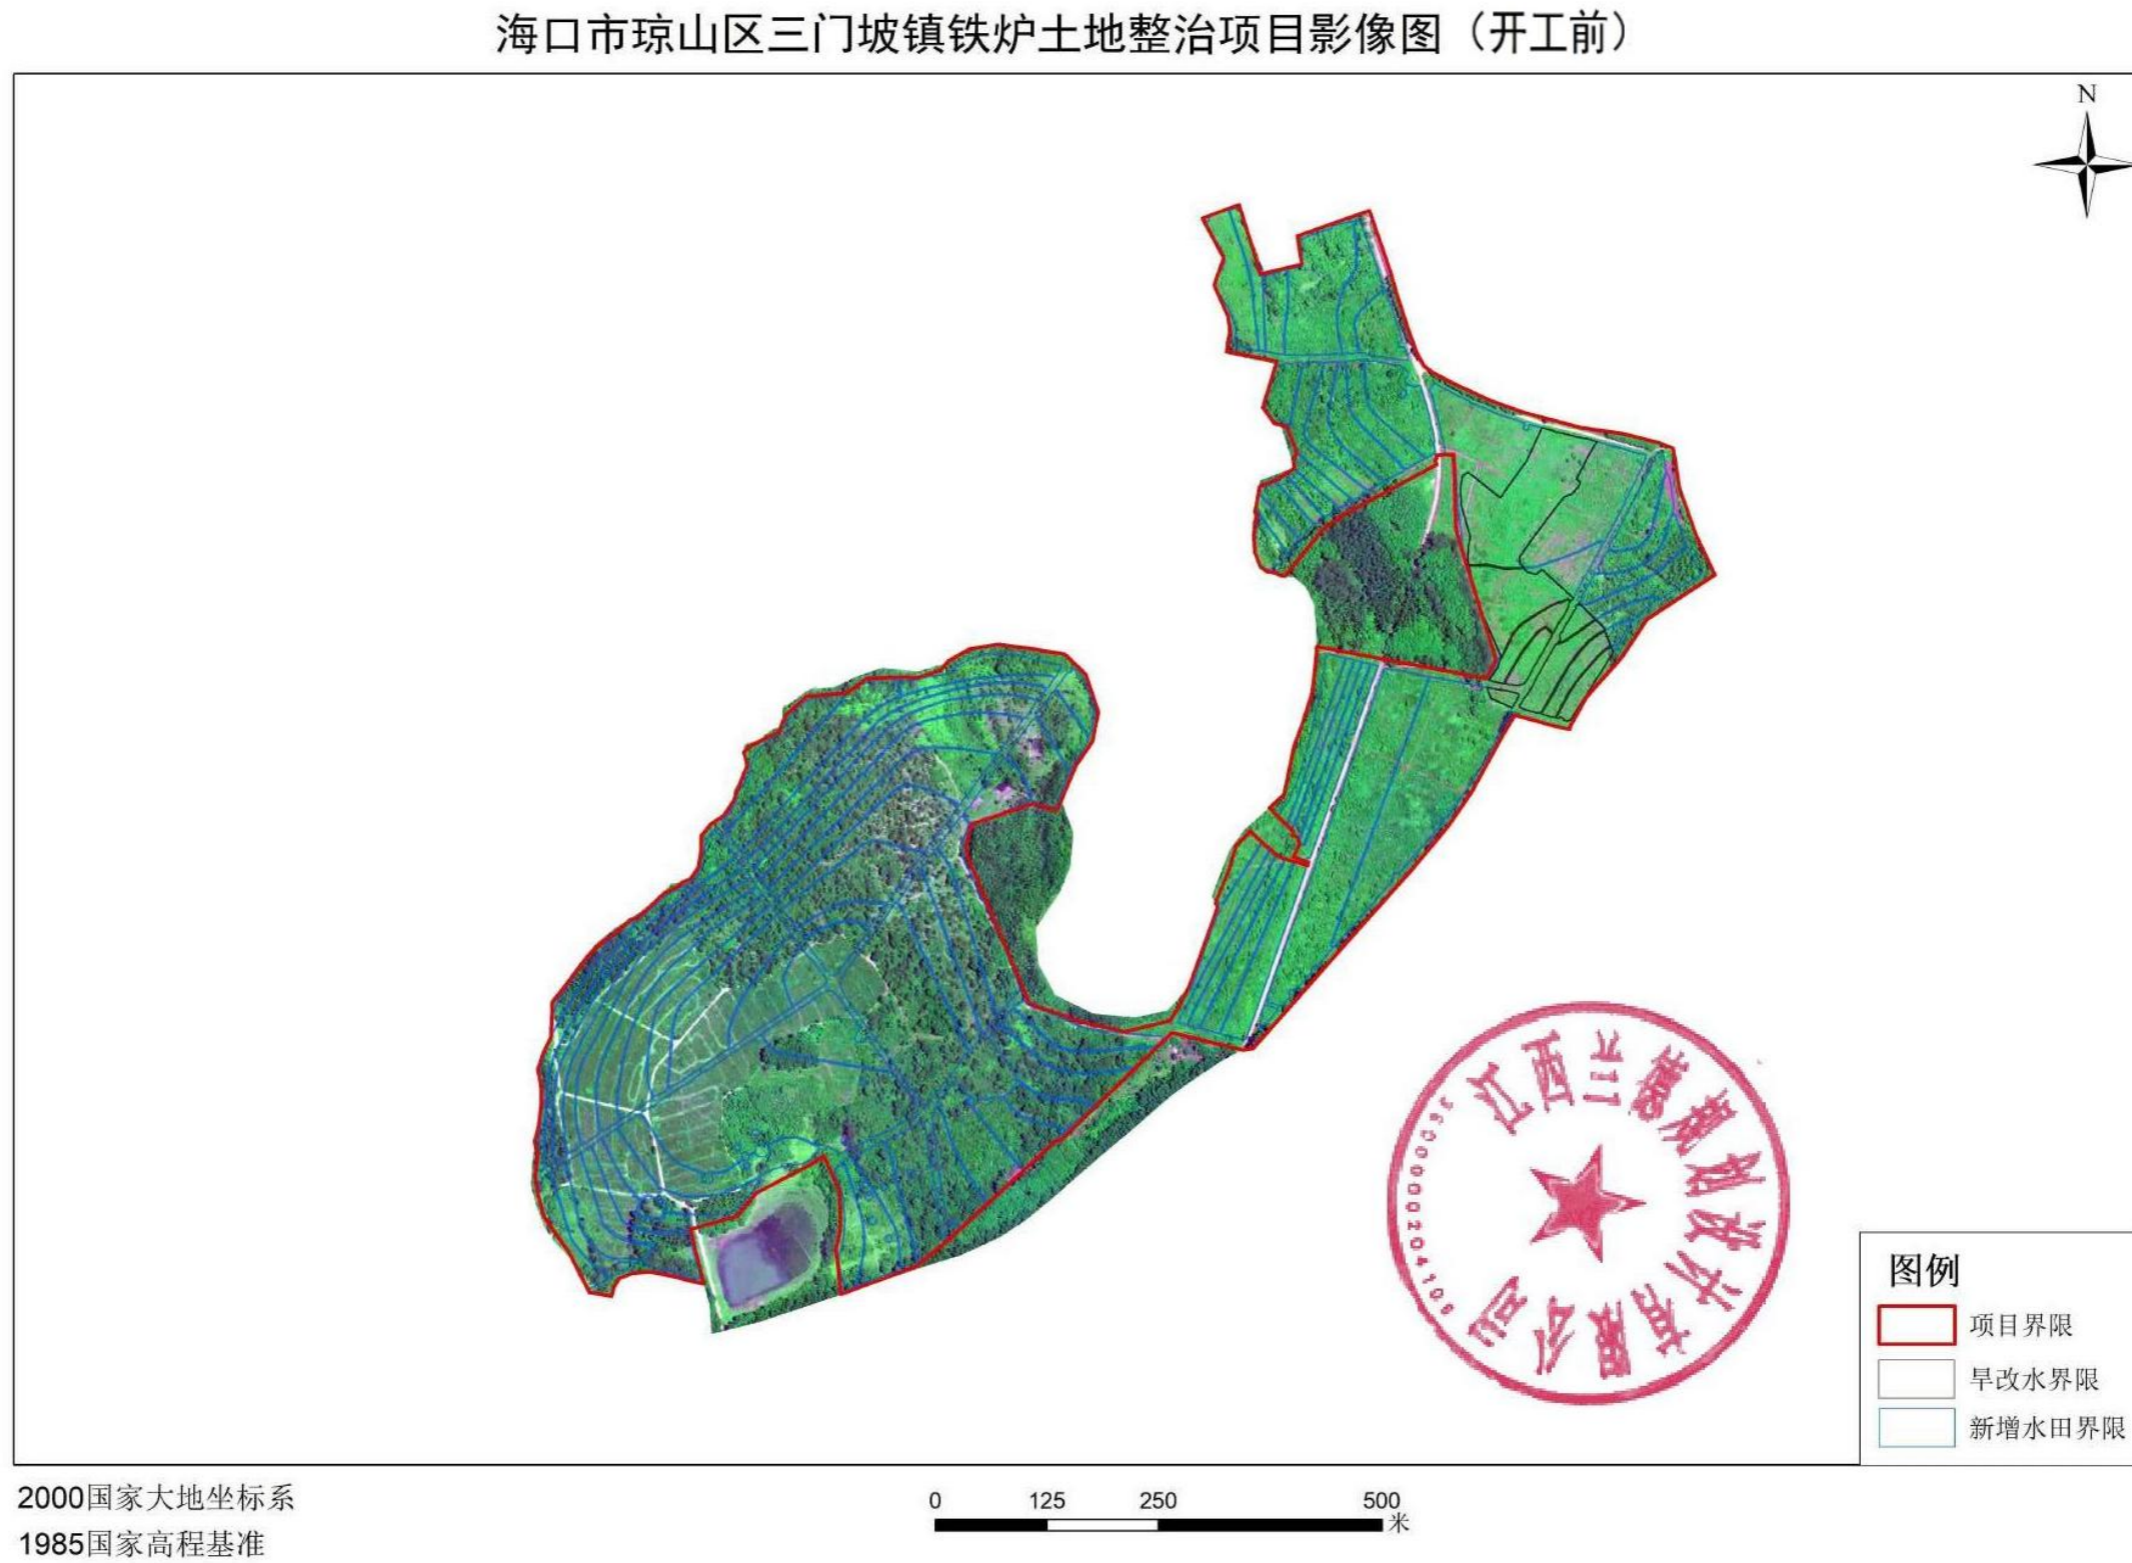 海口市琼山区三门坡镇铁炉土地整治项目影像图（开工前）
N
图例
项目界限
旱改水界限
新增水田界限
2000国家大地坐标系
1985国家高程基准
0 125 250 500
米